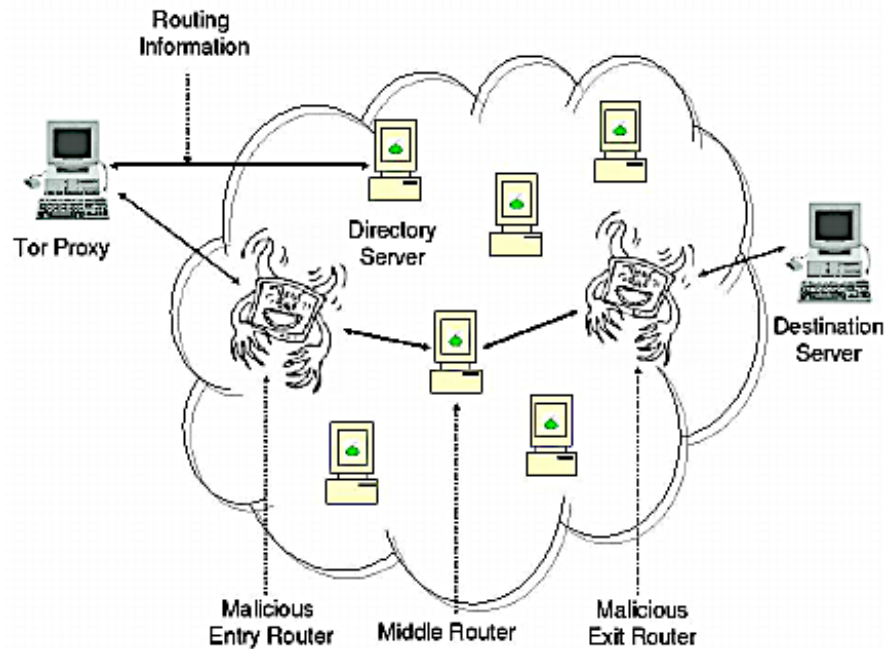 Routing
Information
Tor Proxy
Directory
Server
Destination
Server
Malicious
Entry Router
Middle Router
Malicious
Exit Router